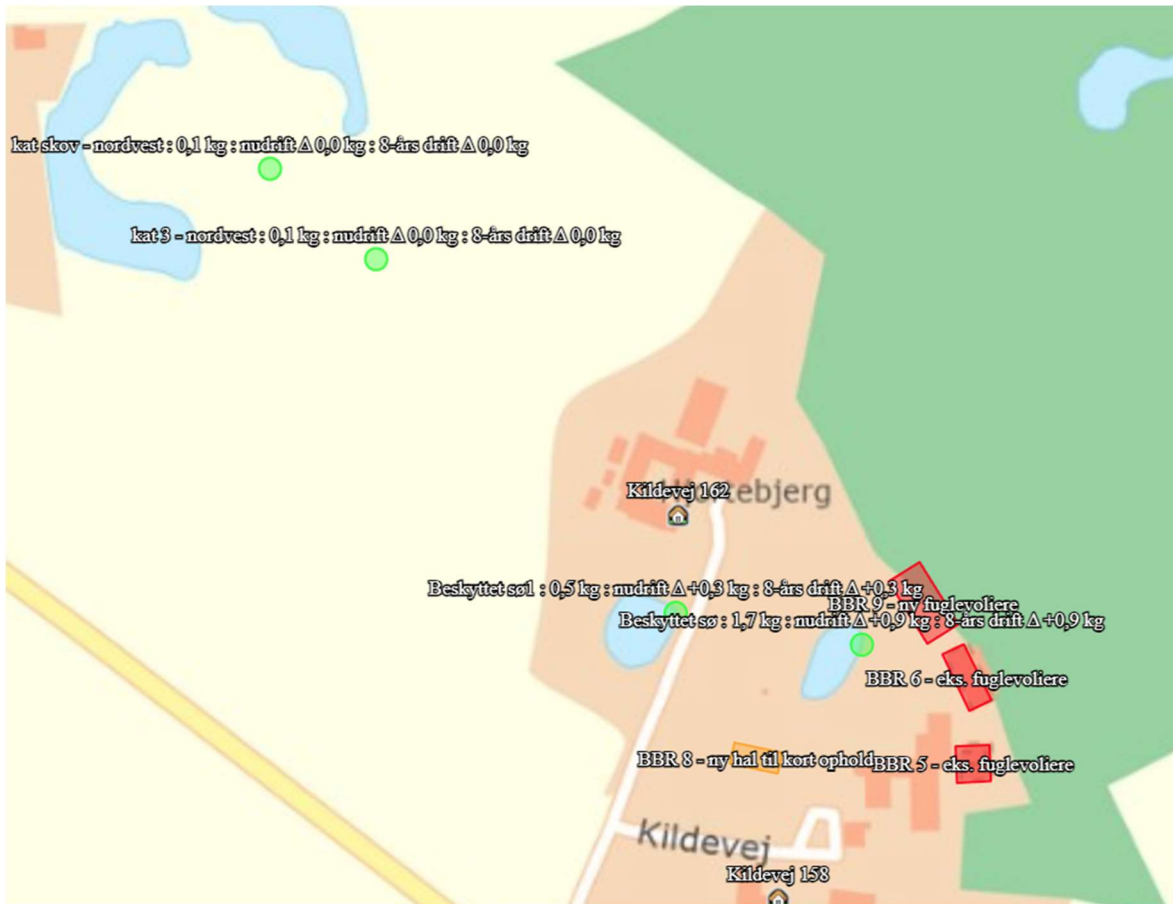 kat skov - nordvest : 0,1 kg : nudrift Δ 0,0 kg : 8-års drift Δ 0,0 kg
kat 3 - nordvest : 0,1 kg : nudrift Δ 0,0 kg : 8-års drift Δ 0,0 kg
Kildevej 162
Hjortebjerg
Beskyttet sø1 : 0,5 kg : nudrift Δ +0,3 kg : 8-års drift Δ +0,3 kg
BBR 9 - ny fuglevoliere
Beskyttet sø : 1,7 kg : nudrift Δ +0,9 kg : 8-års drift Δ +0,9 kg
BBR 6 - eks. fuglevoliere
BBR 8 - ny hal til kort ophold
BBR 5 - eks. fuglevoliere
Kildevej
Kildevej 158